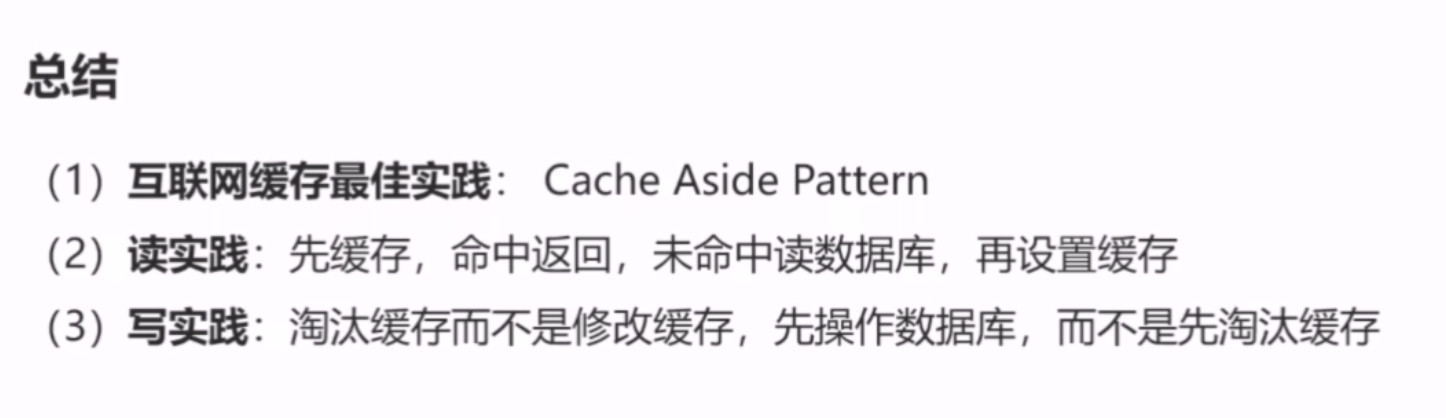 总结
（1）互联网缓存最佳实践： Cache Aside Pattern
（2）读实践：先缓存，命中返回，未命中读数据库，再设置缓存
（3）写实践：淘汰缓存而不是修改缓存，先操作数据库，而不是先淘汰缓存